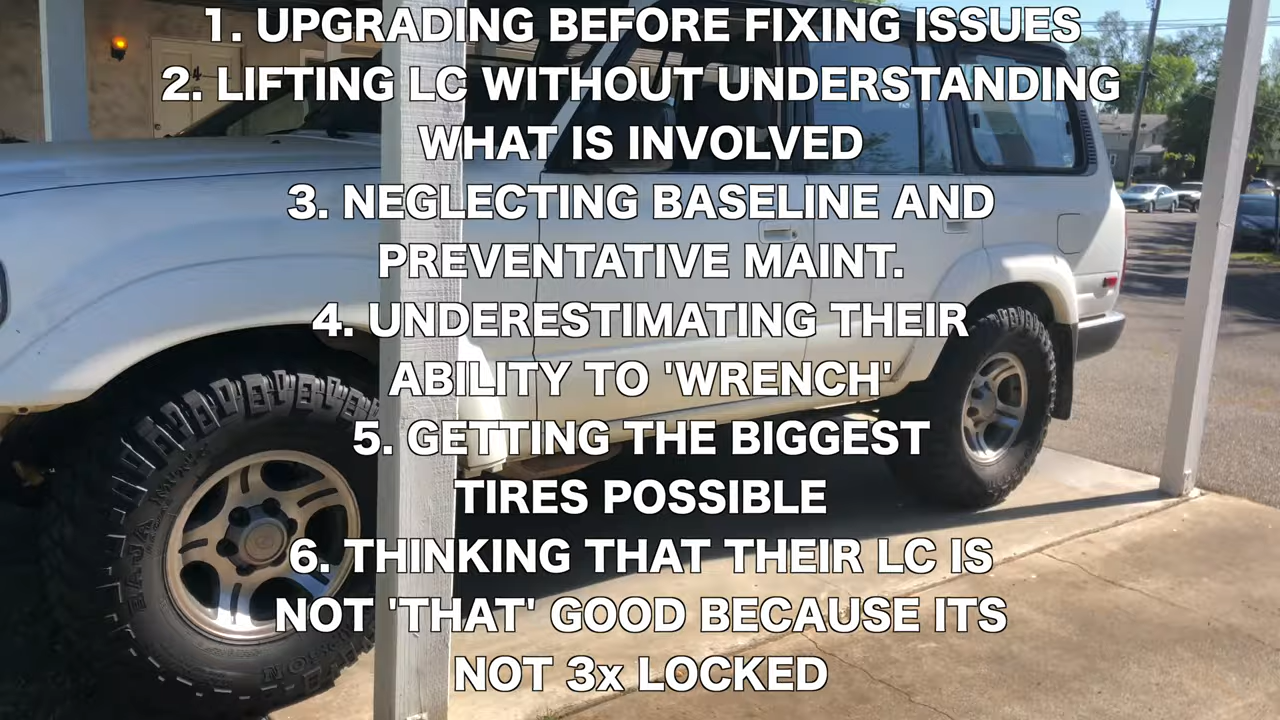 1. UPGRADING BEFORE FIXING ISSUES
2. LIFTING LC WITHOUT UNDERSTANDING
WHAT IS INVOLVED
3. NEGLECTING BASELINE AND
PREVENTATIVE MAINT.
4. UNDERESTIMATING THEIR
ABILITY TO 'WRENCH'
5. GETTING THE BIGGEST
TIRES POSSIBLE
6. THINKING THAT THEIR LC IS
NOT 'THAT' GOOD BECAUSE ITS
NOT 3x LOCKED
4
BAJA